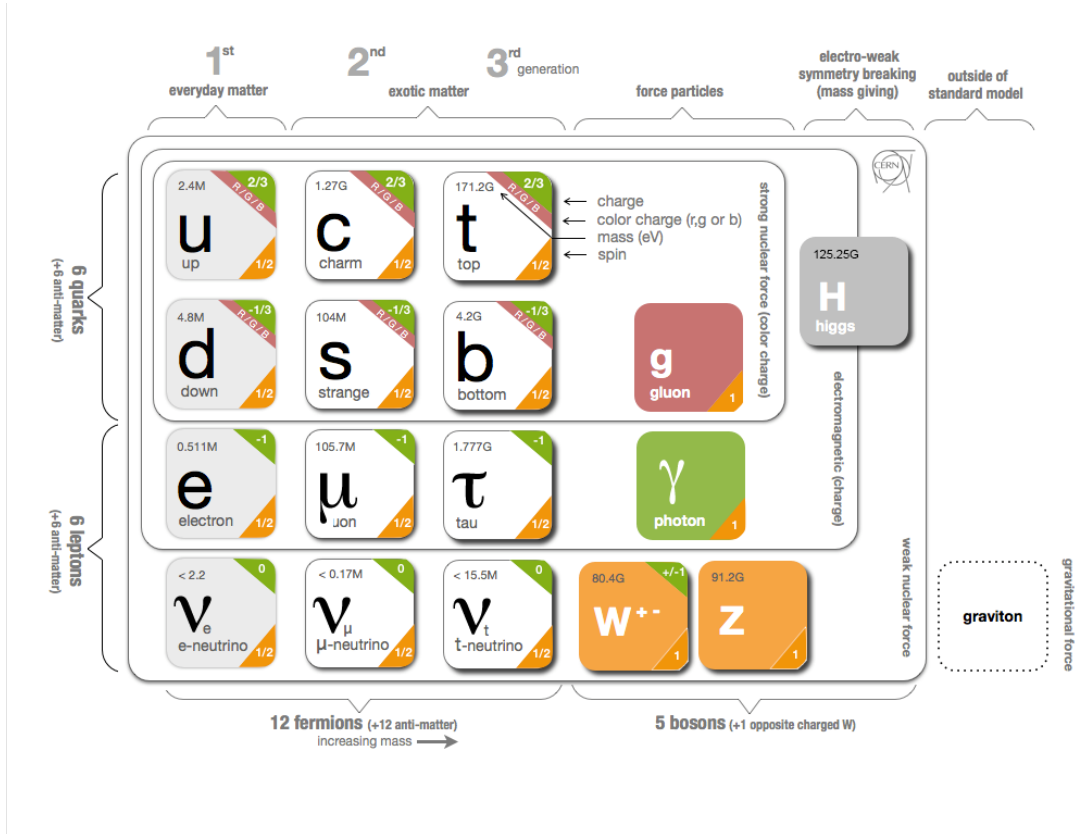 1st
2nd
3rd generation
everyday matter
exotic matter
force particles
electro-weak
symmetry breaking
(mass giving)
outside of
standard model
CERN
6 quarks
(+6 anti-matter)
2.4M
2/3
R/G/B
u
up
1/2
1.27G
2/3
R/G/B
c
charm
1/2
171.2G
2/3
R/G/B
t
top
1/2
charge
color charge (r,g or b)
mass (eV)
spin
strong nuclear force (color charge)
125.25G
H
higgs
4.8M
-1/3
R/G/B
d
down
1/2
104M
-1/3
R/G/B
s
strange
1/2
4.2G
-1/3
R/G/B
b
bottom
1/2
g
gluon
1
electromagnetic (charge)
6 leptons
(+6 anti-matter)
0.511M
-1
e
electron
1/2
105.7M
-1
μ
uon
1/2
1.777G
-1
τ
tau
1/2
γ
photon
1
weak nuclear force
< 2.2
0
νe
e-neutrino
1/2
< 0.17M
0
νμ
μ-neutrino
1/2
< 15.5M
0
νt
t-neutrino
1/2
80.4G
+/-1
W+-
1
91.2G
Z
1
graviton
gravitational force
12 fermions (+12 anti-matter)
increasing mass
5 bosons (+1 opposite charged W)